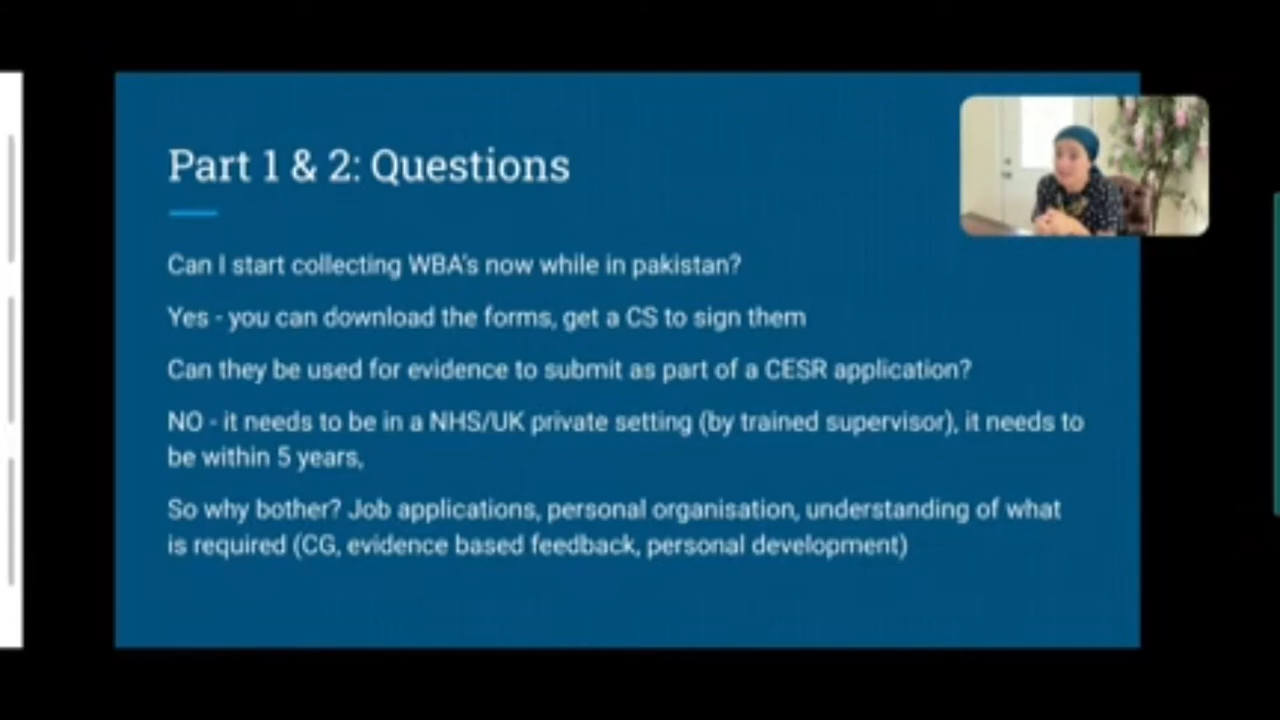 Part 1 & 2: Questions
Can I start collecting WBA's now while in pakistan?
Yes - you can download the forms, get a CS to sign them
Can they be used for evidence to submit as part of a CESR application?
NO - it needs to be in a NHS/UK private setting (by trained supervisor), it needs to
be within 5 years,
So why bother? Job applications, personal organisation, understanding of what
is required (CG, evidence based feedback, personal development)